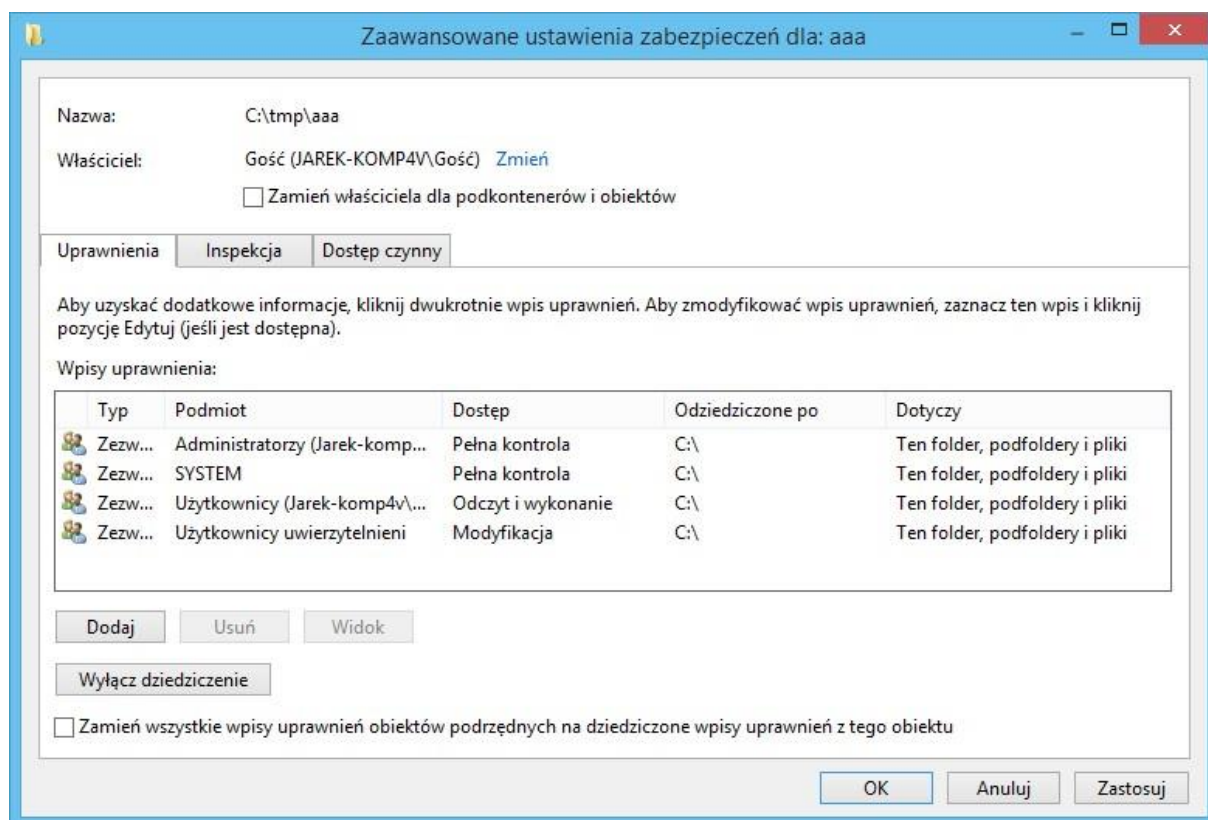 Zaawansowane ustawienia zabezpieczeń dla: aaa
Nazwa: C:\tmp\aaa
Właściciel: Gość (JAREK-KOMP4V\Gość) Zmień
Zamień właściciela dla podkontenerów i obiektów
Uprawnienia Inspekcja Dostęp czynny
Aby uzyskać dodatkowe informacje, kliknij dwukrotnie wpis uprawnień. Aby zmodyfikować wpis uprawnień, zaznacz ten wpis i kliknij
pozycję Edytuj (jeśli jest dostępna).
Wpisy uprawnienia:
Typ Podmiot Dostęp Odziedziczone po Dotyczy
Zezw... Administratorzy (Jarek-komp... Pełna kontrola C:\ Ten folder, podfoldery i pliki
Zezw... SYSTEM Pełna kontrola C:\ Ten folder, podfoldery i pliki
Zezw... Użytkownicy (Jarek-komp4v\... Odczyt i wykonanie C:\ Ten folder, podfoldery i pliki
Zezw... Użytkownicy uwierzytelnieni Modyfikacja C:\ Ten folder, podfoldery i pliki
Dodaj Usuń Widok
Wyłącz dziedziczenie
Zamień wszystkie wpisy uprawnień obiektów podrzędnych na dziedziczone wpisy uprawnień z tego obiektu
OK Anuluj Zastosuj